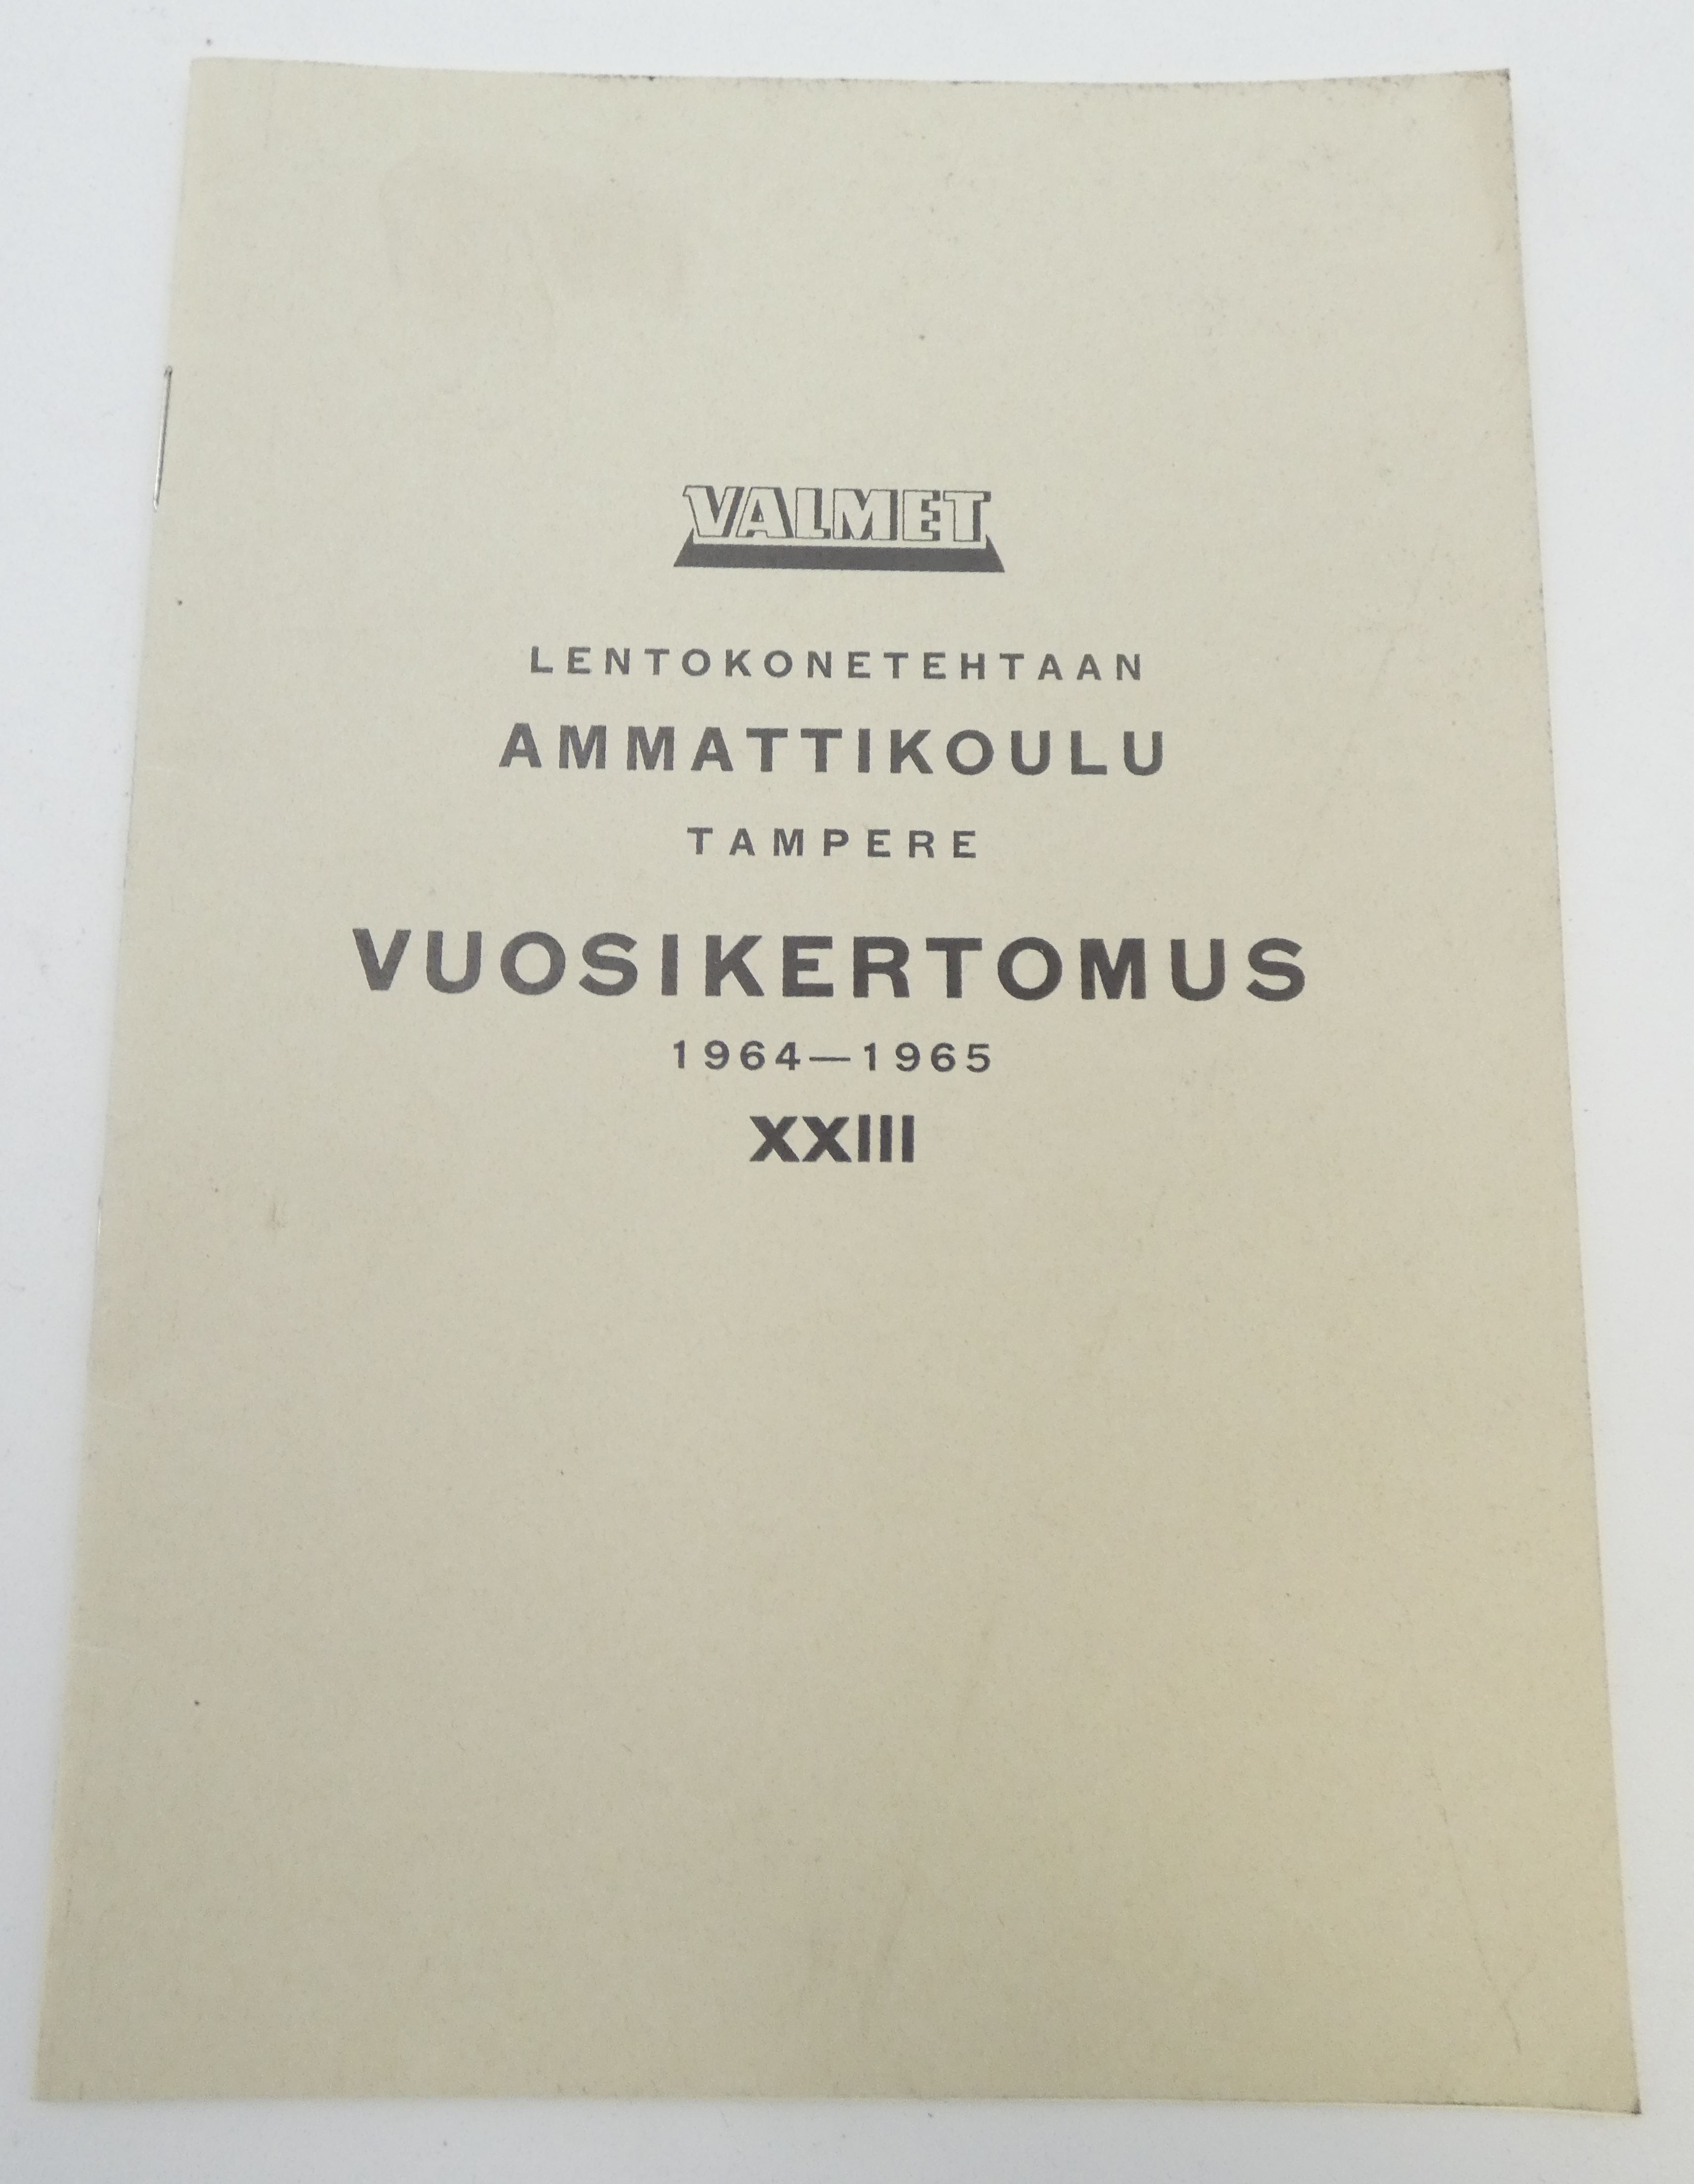 VALMET
LENTOKONETEHTAAN
AMMATTIKOULU
TAMPERE
VUOSIKERTOMUS
1964—1965
XXIII